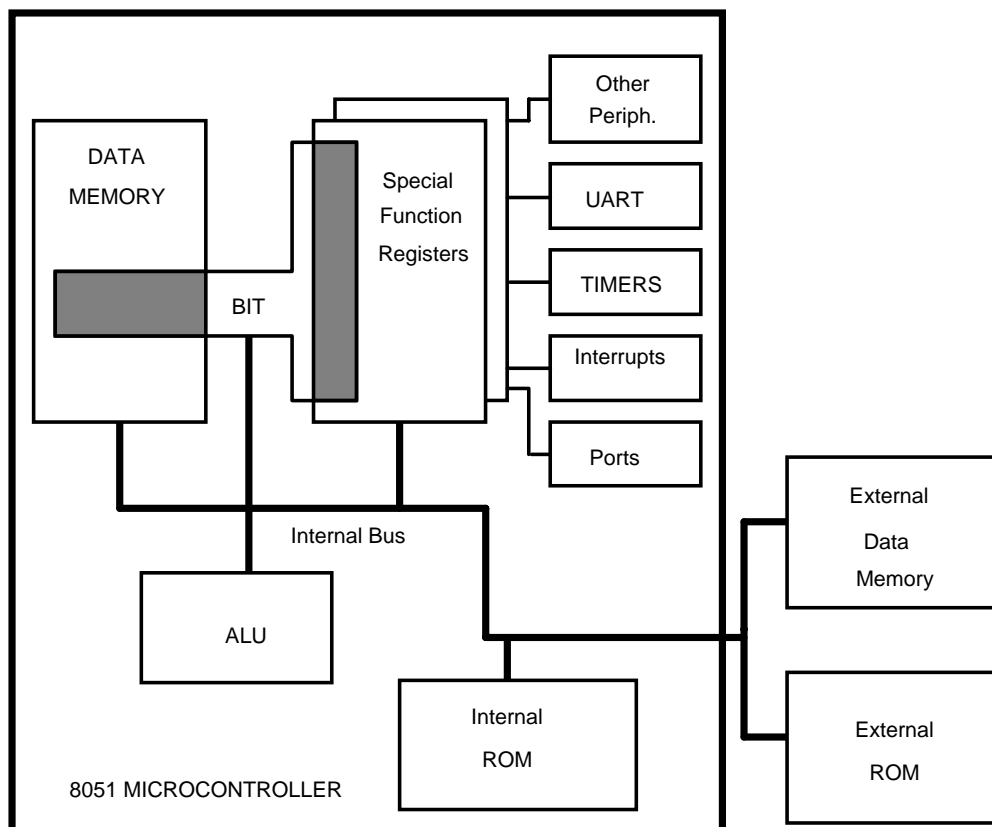 Other
Periph.
DATA
MEMORY
Special
Function
Registers
UART
BIT
TIMERS
Interrupts
Ports
Internal Bus
External
Data
Memory
ALU
Internal
ROM
External
ROM
8051 MICROCONTROLLER